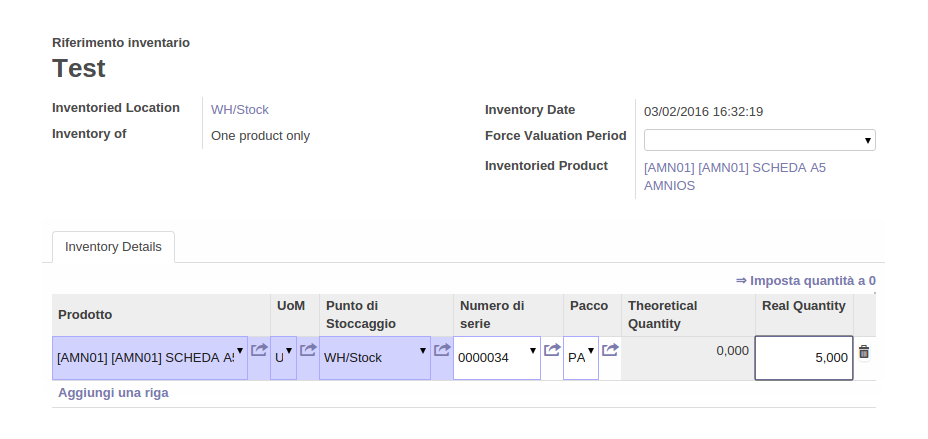 Riferimento inventario
Test
Inventoried Location WH/Stock
Inventory of One product only
Inventory Date 03/02/2016 16:32:19
Force Valuation Period
Inventoried Product [AMN01] [AMN01] SCHEDA A5
AMNIOS
Inventory Details
⇒ Imposta quantità a 0
Prodotto UoM Punto di Stoccaggio Numero di serie Pacco Theoretical Quantity Real Quantity
[AMN01] [AMN01] SCHEDA A5 U WH/Stock 0000034 PA 0,000 5,000
Aggiungi una riga